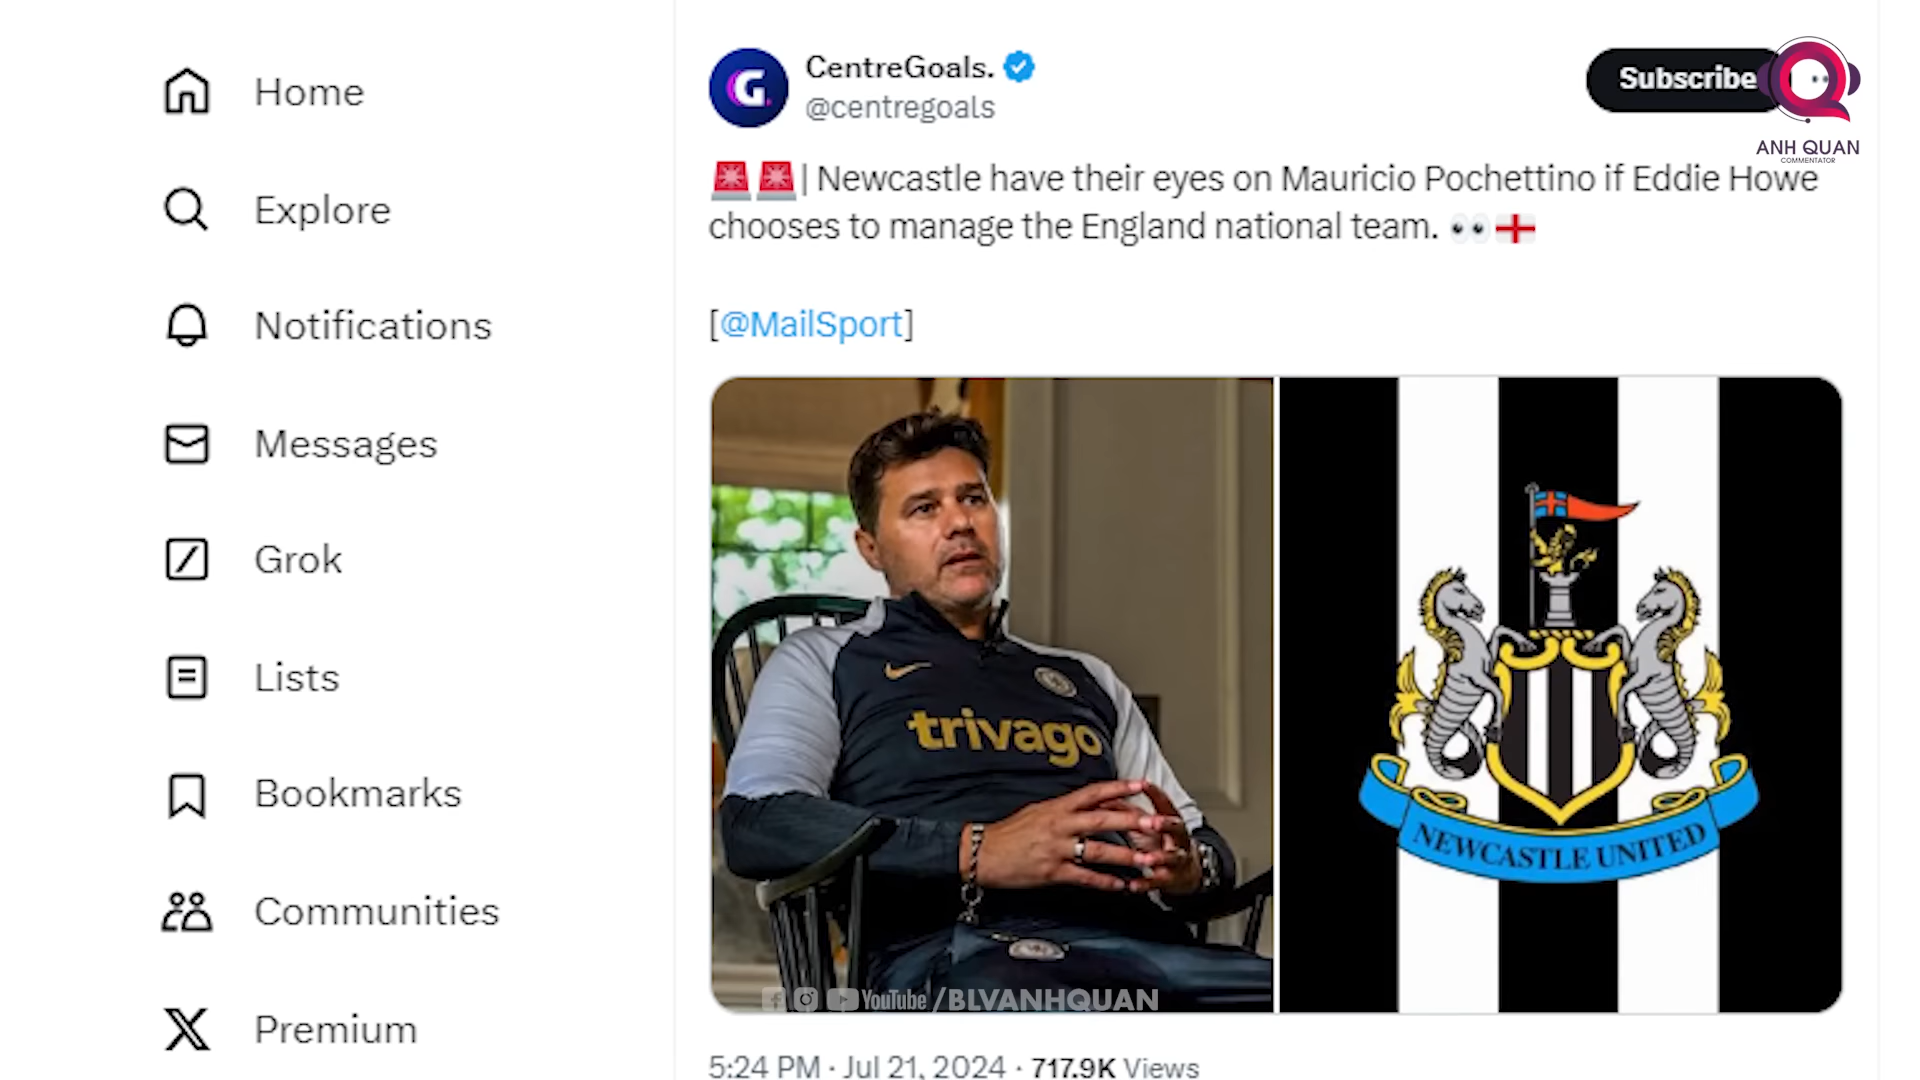 Home
Explore
Notifications
Messages
Grok
Lists
Bookmarks
Communities
Premium
CentreGoals.
@centregoals
Subscribe
ANH QUAN
COMMENTATOR
| Newcastle have their eyes on Mauricio Pochettino if Eddie Howe
chooses to manage the England national team.
[@MailSport]
trivago
NEWCASTLE UNITED
YouTube /BLVANHQUAN
5:24 PM · Jul 21, 2024 · 717.9K Views